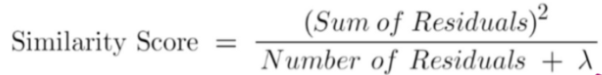 Similarity Score = (Sum of Residuals)² / Number of Residuals + λ